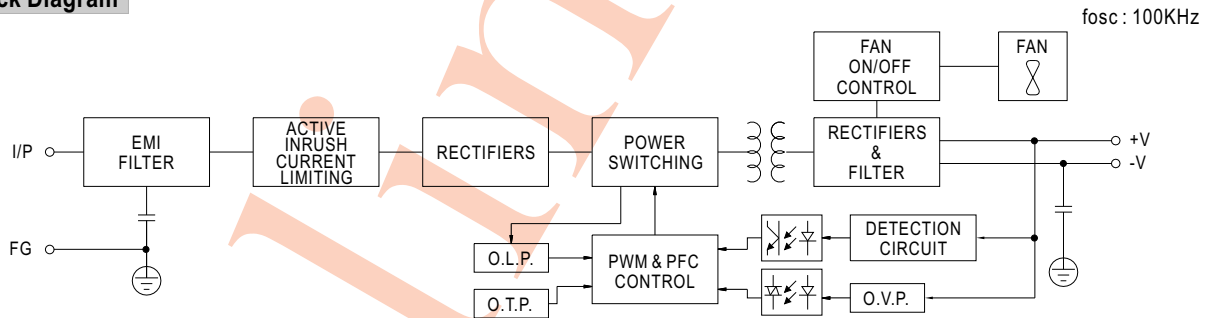 ck Diagram
fosc : 100KHz
FAN
ON/OFF
CONTROL
FAN
I/P
EMI
FILTER
ACTIVE
INRUSH
CURRENT
LIMITING
RECTIFIERS
POWER
SWITCHING
RECTIFIERS
&
FILTER
+V
-V
FG
O.L.P.
O.T.P.
PWM & PFC
CONTROL
DETECTION
CIRCUIT
O.V.P.